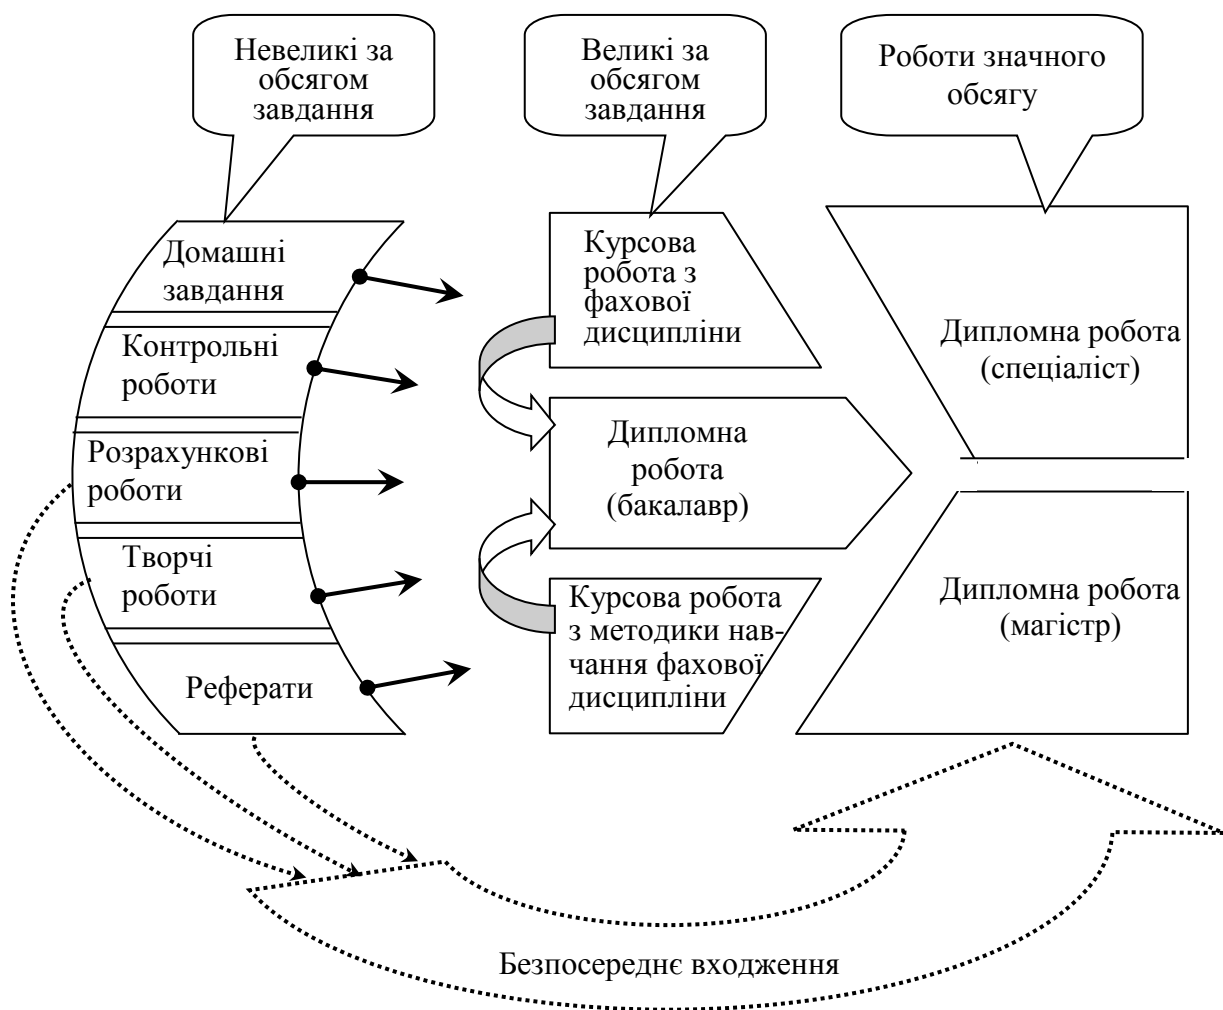 Невеликі за
обсягом
завдання
Великі за
обсягом
завдання
Роботи значного
обсягу
Домашні
завдання
Контрольні
роботи
Розрахункові
роботи
Творчі
роботи
Реферати
Курсова
робота з
фахової
дисципліни
Дипломна
робота
(бакалавр)
Курсова робота
з методики нав-
чання фахової
дисципліни
Дипломна робота
(спеціаліст)
Дипломна робота
(магістр)
Безпосереднє входження